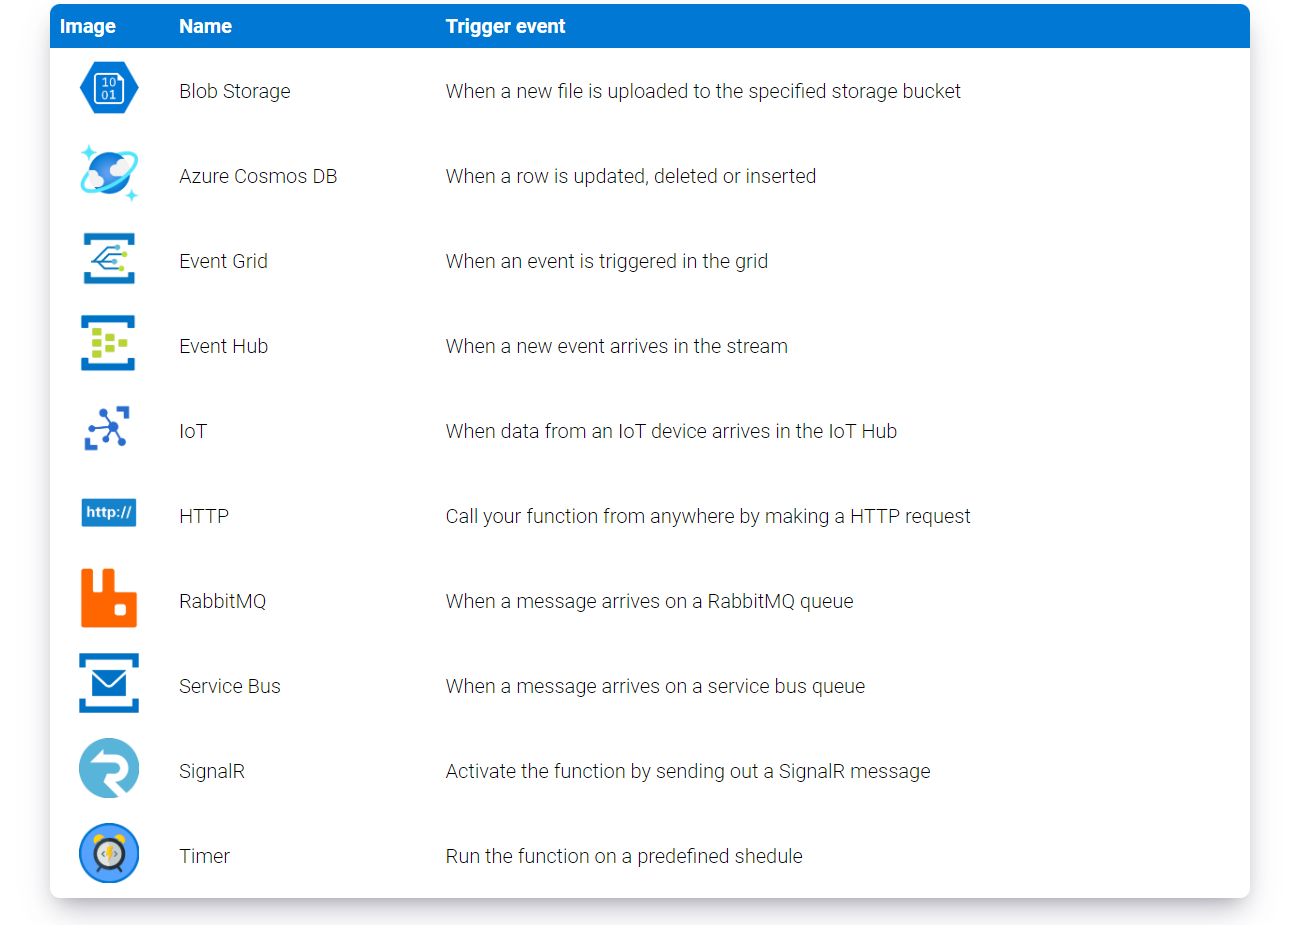 Image Name Trigger event
10
01
Blob Storage When a new file is uploaded to the specified storage bucket
Azure Cosmos DB When a row is updated, deleted or inserted
Event Grid When an event is triggered in the grid
Event Hub When a new event arrives in the stream
IoT When data from an IoT device arrives in the IoT Hub
http:// HTTP Call your function from anywhere by making a HTTP request
RabbitMQ When a message arrives on a RabbitMQ queue
Service Bus When a message arrives on a service bus queue
SignalR Activate the function by sending out a SignalR message
Timer Run the function on a predefined shedule